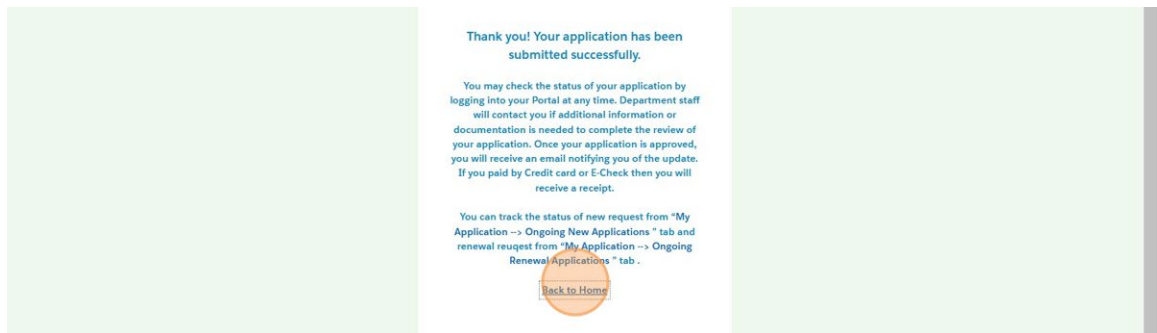 Thank you! Your application has been
submitted successfully.
You may check the status of your application by
logging into your Portal at any time. Department staff
will contact you if additional information or
documentation is needed to complete the review of
your application. Once your application is approved,
you will receive an email notifying you of the update.
If you paid by Credit card or E-Check then you will
receive a receipt.
You can track the status of new request from “My
Application --> Ongoing New Applications ” tab and
renewal reuqest from “My Application --> Ongoing
Renewal Applications ” tab .
Back to Home